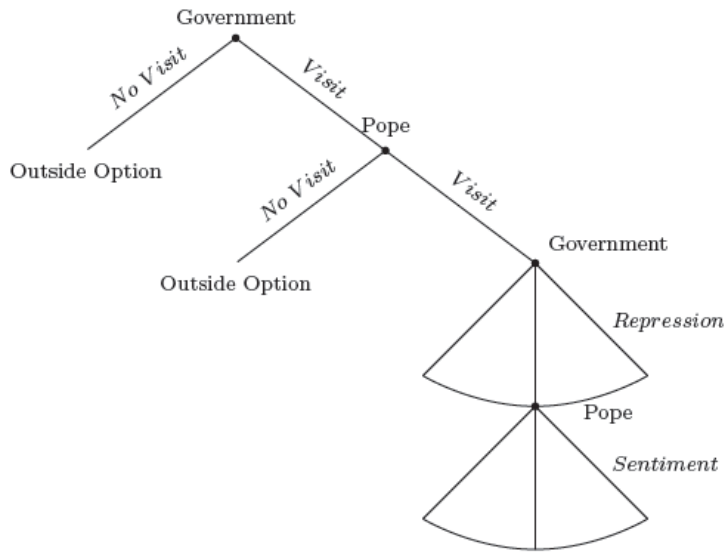 Government
No Visit
Visit
Pope
Outside Option
No Visit
Visit
Government
Outside Option
Repression
Pope
Sentiment